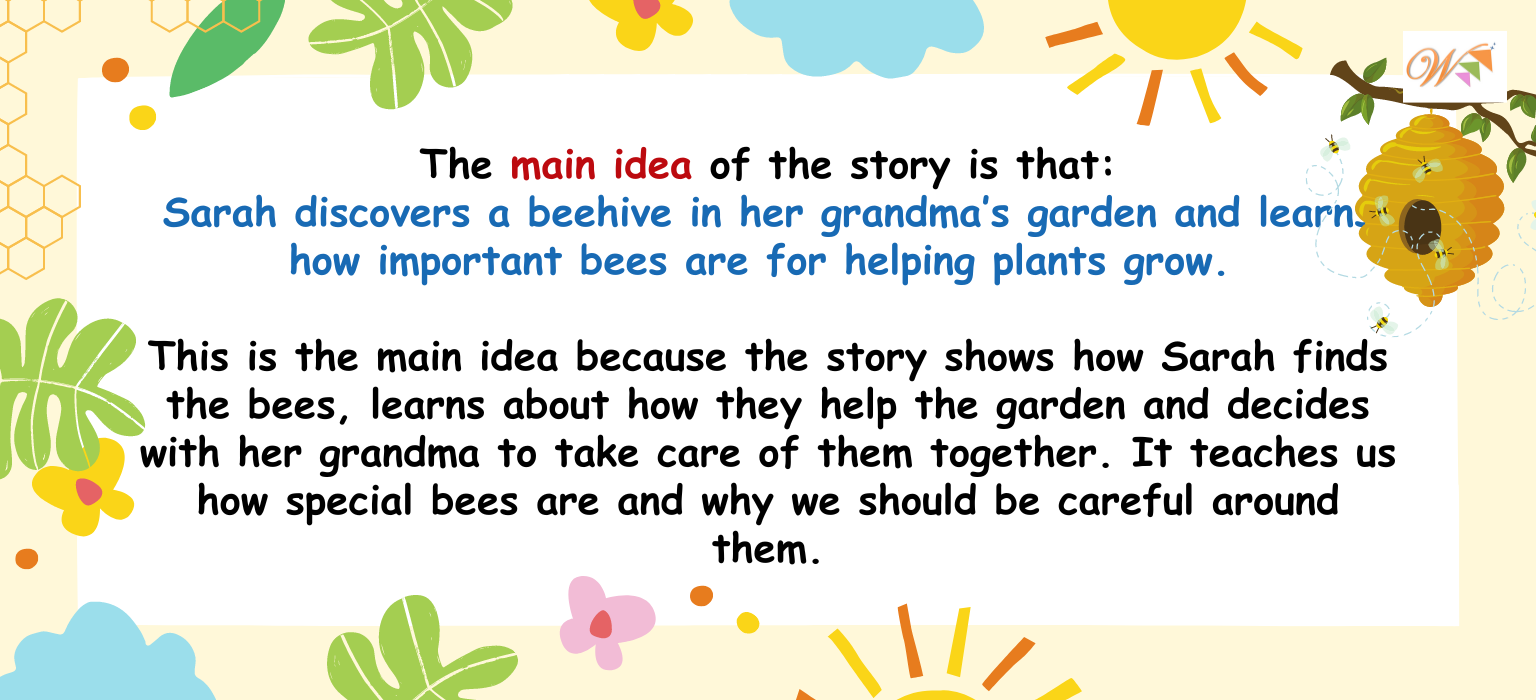 W
The main idea of the story is that:
Sarah discovers a beehive in her grandma's garden and learns
how important bees are for helping plants grow.
This is the main idea because the story shows how Sarah finds
the bees, learns about how they help the garden and decides
with her grandma to take care of them together. It teaches us
how special bees are and why we should be careful around
them.